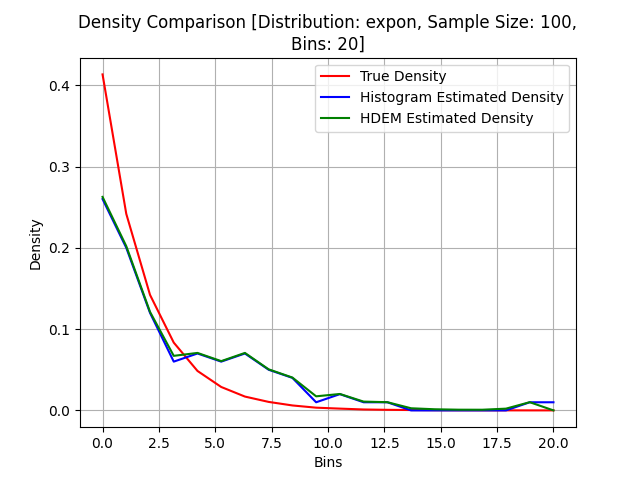 Density Comparison [Distribution: expon, Sample Size: 100,
Bins: 20]
True Density
Histogram Estimated Density
HDEM Estimated Density
Density
0.4
0.3
0.2
0.1
0.0
0.0 2.5 5.0 7.5 10.0 12.5 15.0 17.5 20.0
Bins